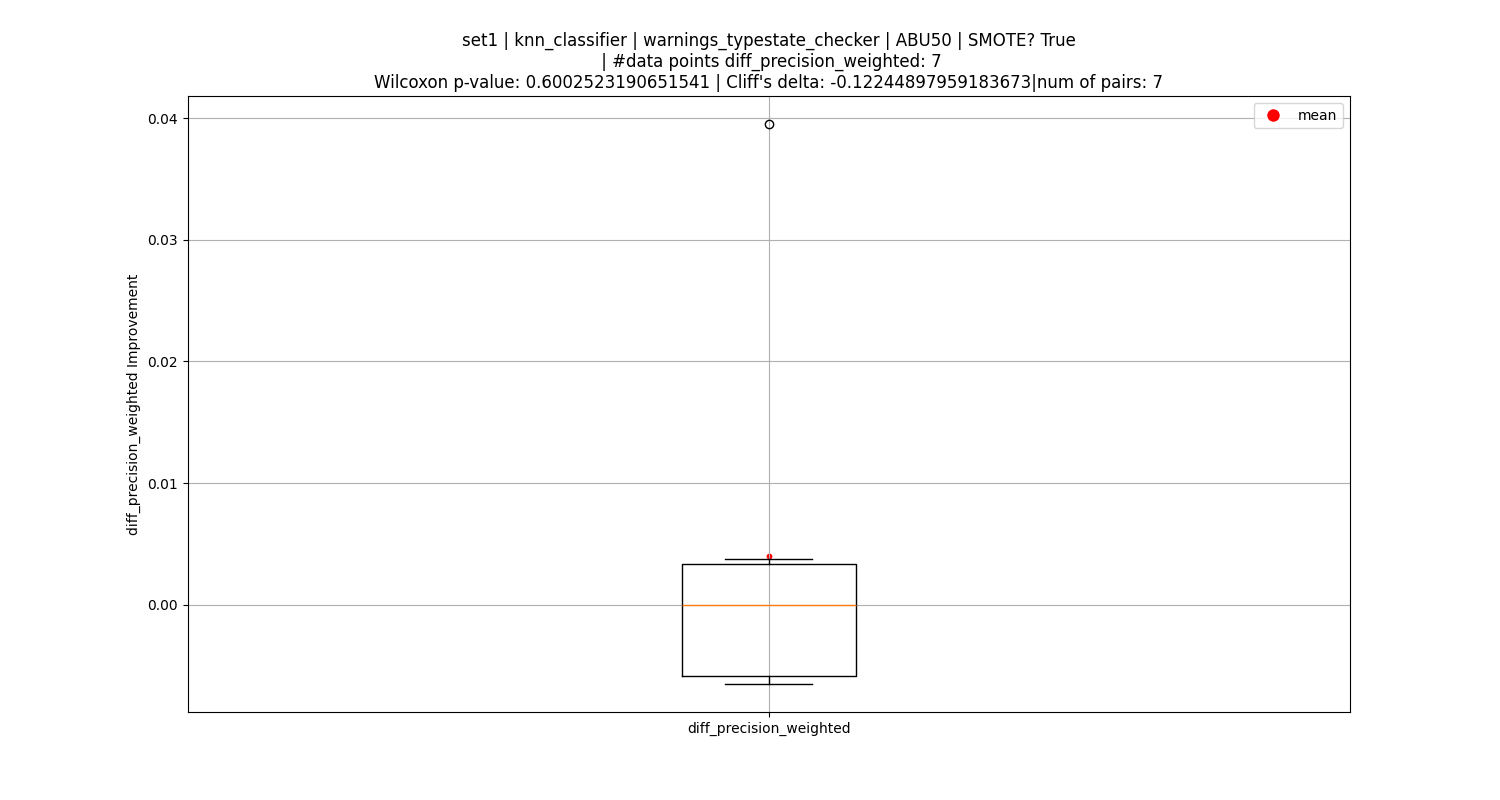 set1 | knn_classifier | warnings_typestate_checker | ABU50 | SMOTE? True
| #data points diff_precision_weighted: 7
Wilcoxon p-value: 0.6002523190651541 | Cliff's delta: -0.12244897959183673|num of pairs: 7
mean
0.04
0.03
0.02
0.01
0.00
diff_precision_weighted Improvement
diff_precision_weighted